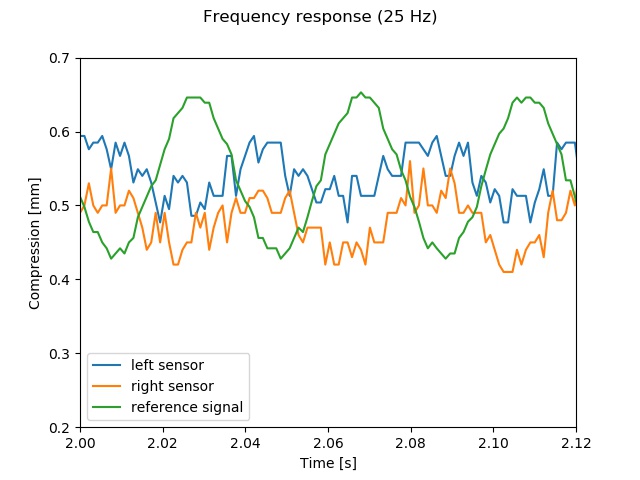 Frequency response (25 Hz)
0.7
0.6
0.5
0.4
0.3
0.2
Compression [mm]
left sensor
right sensor
reference signal
2.00 2.02 2.04 2.06 2.08 2.10 2.12
Time [s]